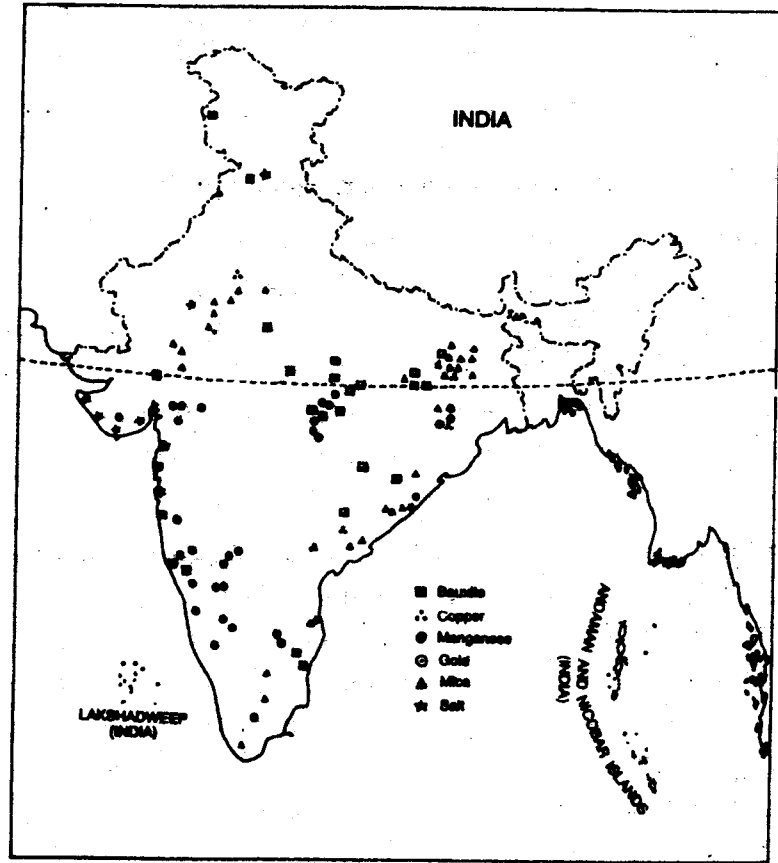 INDIA
Bauxite
Copper
Manganese
Gold
Mica
Salt
LAKSHADWEEP
(INDIA)
ANDAMAN AND NICOBAR ISLANDS
(INDIA)